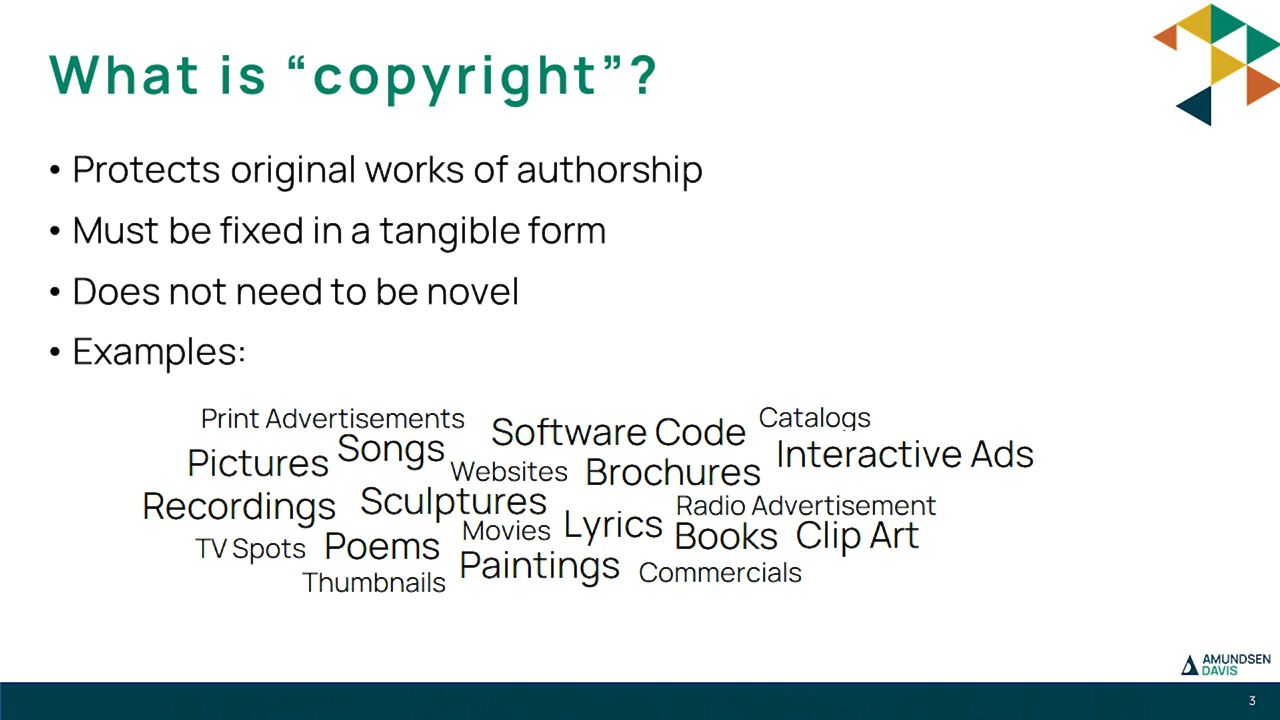 What is “copyright”?
• Protects original works of authorship
• Must be fixed in a tangible form
• Does not need to be novel
• Examples:
Print Advertisements
Software Code
Catalogs
Pictures
Songs
Websites
Brochures
Interactive Ads
Recordings
Sculptures
Radio Advertisement
Movies
Lyrics
Books
Clip Art
TV Spots
Poems
Paintings
Commercials
Thumbnails
AMUNDSEN
DAVIS
3